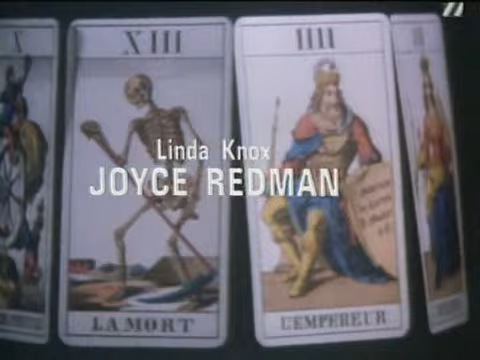 X
XIII
IIII
Linda Knox
JOYCE REDMAN
LA MORT
L'EMPEREUR